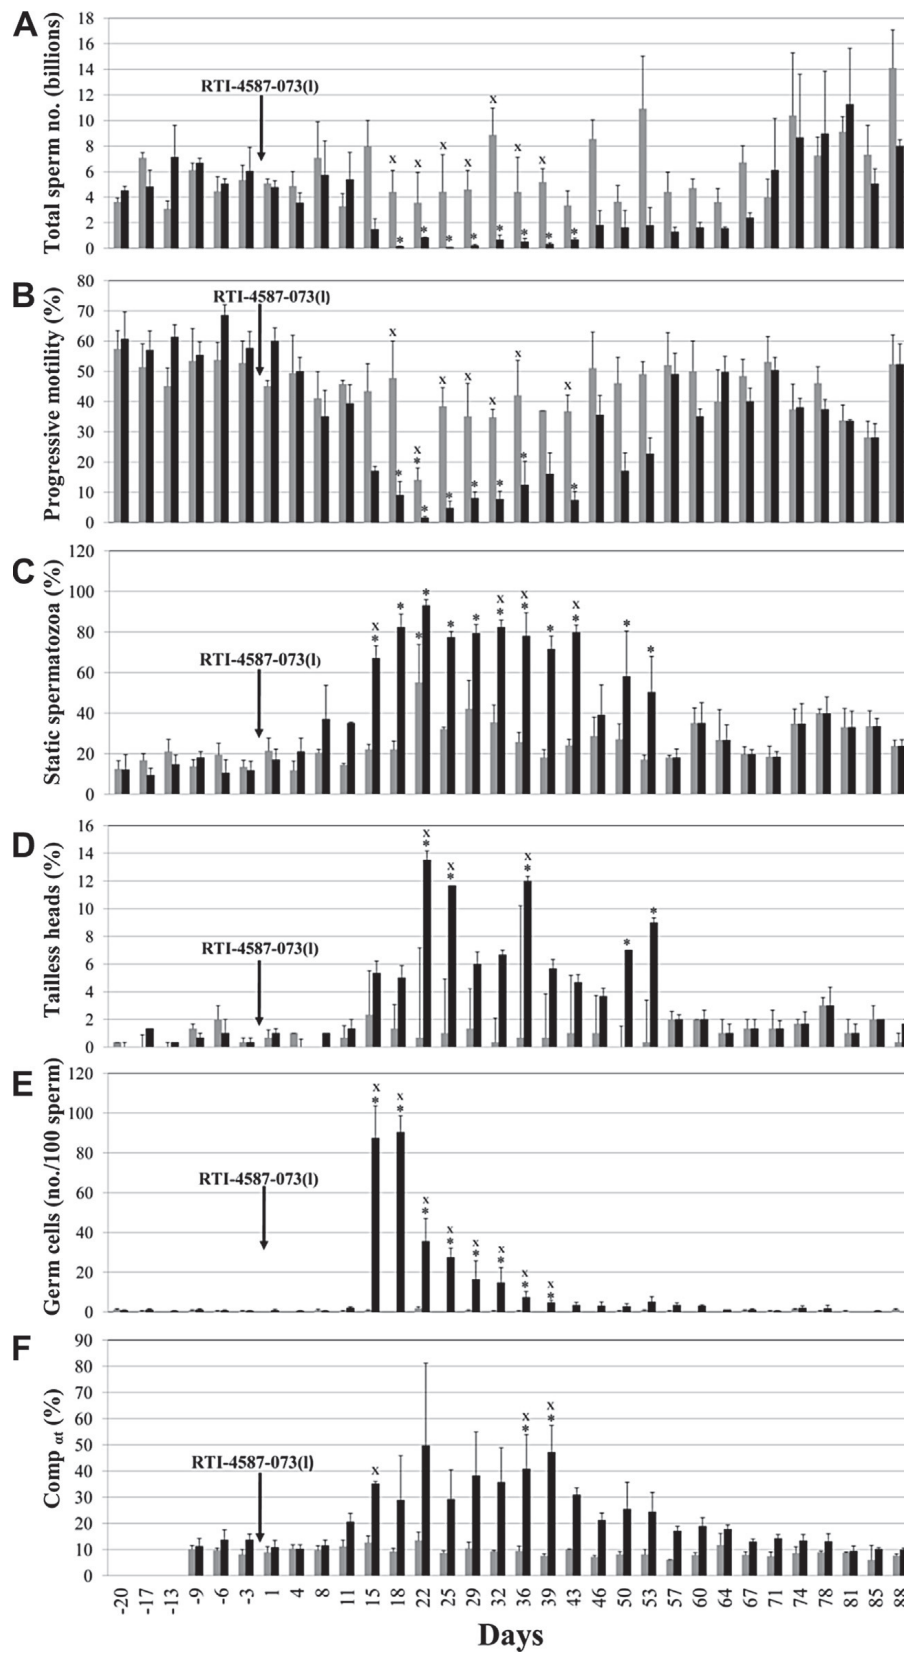 A
Total sperm no. (billions)
18
16
14
12
10
8
6
4
2
0
RTI-4587-073(l)
x x x x x x x
* * * * * * * *
B
Progressive motility (%)
80
70
60
50
40
30
20
10
0
RTI-4587-073(l)
x x x x x x x
* * * * * * * *
C
Static spermatozoa (%)
120
100
80
60
40
20
0
RTI-4587-073(l)
x x x x
* * * * * * * * * * * *
D
Tailless heads (%)
16
14
12
10
8
6
4
2
0
RTI-4587-073(l)
x x x
* * * * *
E
Germ cells (no./100 sperm)
120
100
80
60
40
20
0
RTI-4587-073(l)
x x x x x x x x
* * * * * * * *
F
Comp αt (%)
90
80
70
60
50
40
30
20
10
0
RTI-4587-073(l)
x x x
* *
-20 -17 -13 -9 -6 -3 1 4 8 11 15 18 22 25 29 32 36 39 43 46 50 53 57 60 64 67 71 74 78 81 85 88
Days